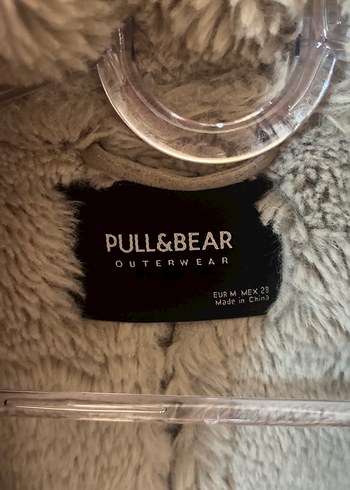 PULL&BEAR
OUTERWEAR
EUR M MEX 28
Made in China